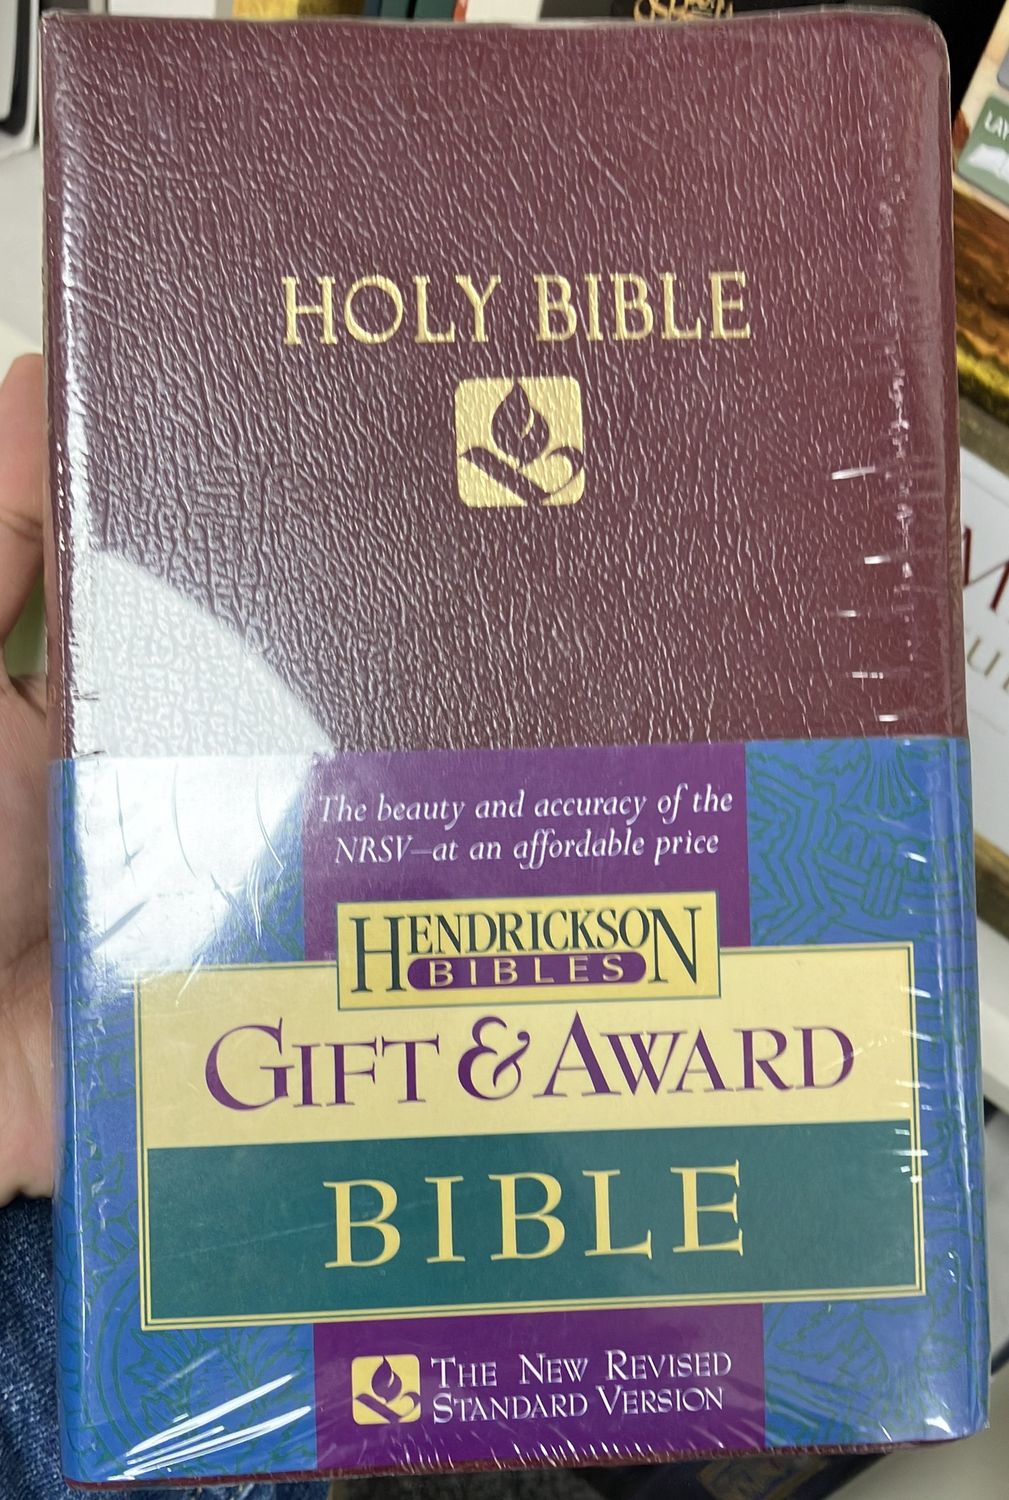 HOLY BIBLE
The beauty and accuracy of the
NRSV—at an affordable price
HENDRICKSON
BIBLES
GIFT & AWARD
BIBLE
THE NEW REVISED
STANDARD VERSION
LAY